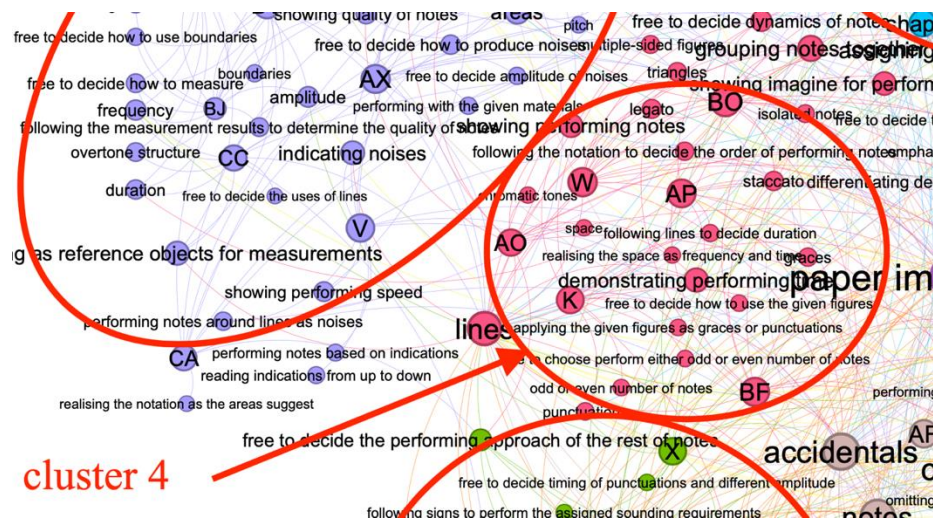 showing quality of notes
areas
pitch
free to decide dynamics of notes
shap
free to decide how to use boundaries
free to decide how to produce noises
multiple-sided figures
grouping notes together
assigning
boundaries
AX
free to decide amplitude of noises
triangles
showing imagine for perform
free to decide how to measure
amplitude
performing with the given materials
legato
BO
frequency
BJ
isolated notes
free to decide t
following the measurement results to determine the quality of notes
showing performing notes
overtone structure
CC
indicating noises
following the notation to decide the order of performing notes
empha
duration
free to decide the uses of lines
chromatic tones
W
AP
staccato
differentiating de
V
space
following lines to decide duration
AO
g as reference objects for measurements
realising the space as frequency and time
graces
demonstrating performing time
paper im
showing performing speed
K
free to decide how to use the given figures
performing notes around lines as noises
lines
applying the given figures as graces or punctuations
CA
performing notes based on indications
e to choose perform either odd or even number of notes
reading indications from up to down
odd or even number of notes
BF
performing
realising the notation as the areas suggest
punctuation
free to decide the performing approach of the rest of notes
X
accidentals
AF
cluster 4
free to decide timing of punctuations and different amplitude
omitting
following signs to perform the assigned sounding requirements
notes